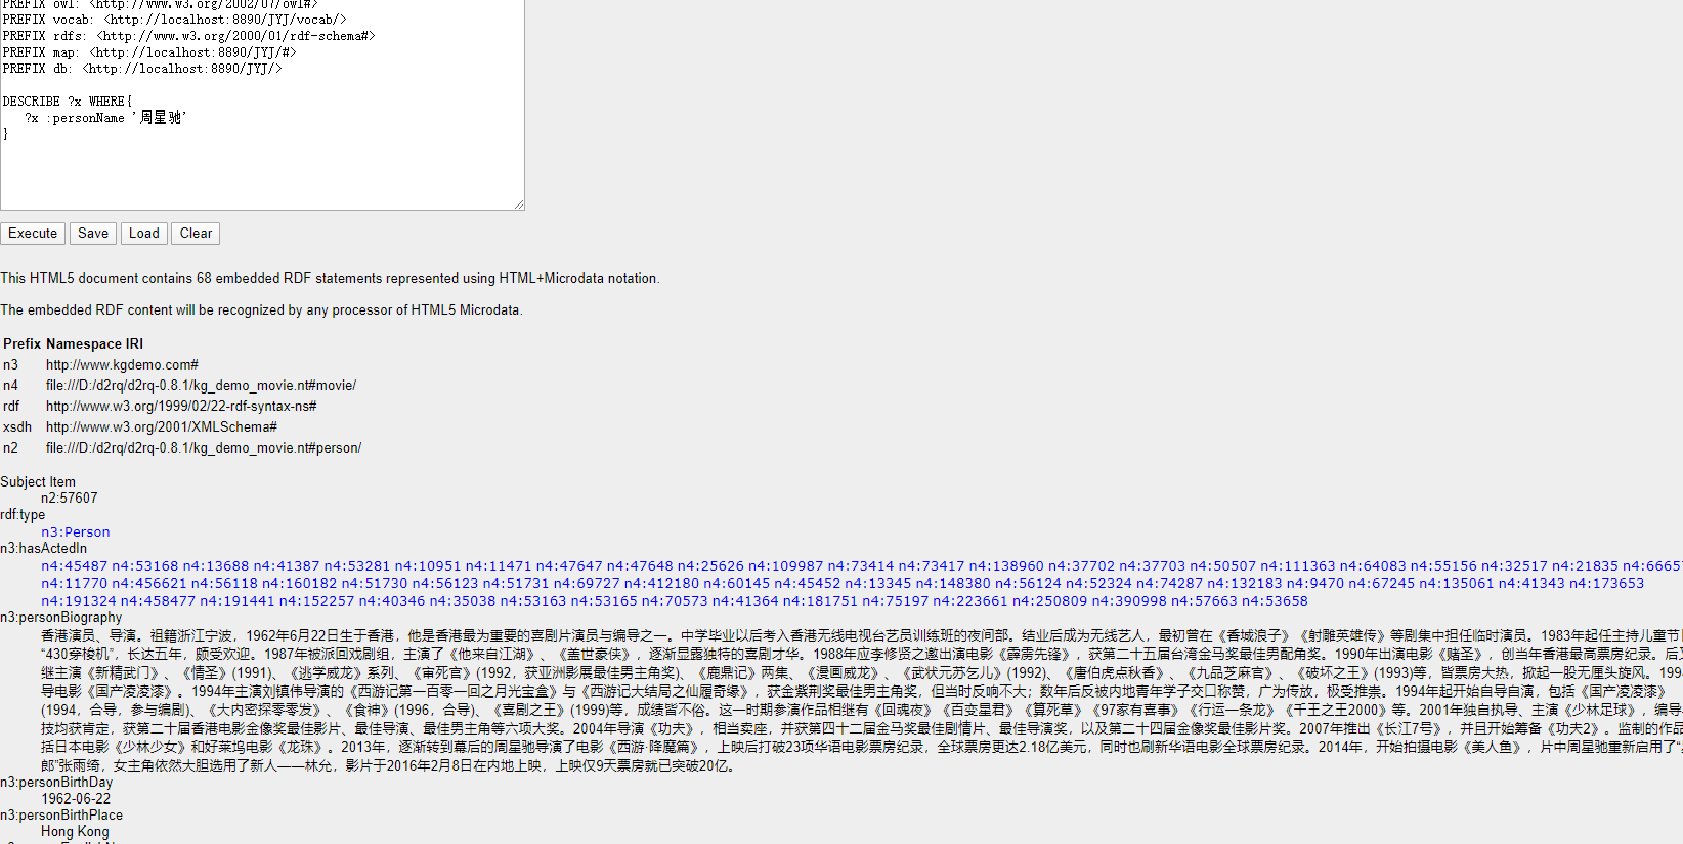 PREFIX owl: <http://www.w3.org/2002/07/owl#>
PREFIX vocab: <http://localhost:8890/JYJ/vocab/>
PREFIX rdfs: <http://www.w3.org/2000/01/rdf-schema#>
PREFIX map: <http://localhost:8890/JYJ/#>
PREFIX db: <http://localhost:8890/JYJ/>
DESCRIBE ?x WHERE{
?x :personName '周星驰'
}
Execute Save Load Clear
This HTML5 document contains 68 embedded RDF statements represented using HTML+Microdata notation.
The embedded RDF content will be recognized by any processor of HTML5 Microdata.
Prefix Namespace IRI
n3 http://www.kgdemo.com#
n4 file:///D:/d2rq/d2rq-0.8.1/kg_demo_movie.nt#movie/
rdf http://www.w3.org/1999/02/22-rdf-syntax-ns#
xsdh http://www.w3.org/2001/XMLSchema#
n2 file:///D:/d2rq/d2rq-0.8.1/kg_demo_movie.nt#person/
Subject Item
n2:57607
rdf:type
n3:Person
n3:hasActedIn
n4:45487 n4:53168 n4:13688 n4:41387 n4:53281 n4:10951 n4:11471 n4:47647 n4:47648 n4:25626 n4:109987 n4:73414 n4:73417 n4:138960 n4:37702 n4:37703 n4:50507 n4:111363 n4:64083 n4:55156 n4:32517 n4:21835 n4:6665
n4:11770 n4:456621 n4:56118 n4:160182 n4:51730 n4:56123 n4:51731 n4:69727 n4:412180 n4:60145 n4:45452 n4:13345 n4:148380 n4:56124 n4:52324 n4:74287 n4:132183 n4:9470 n4:67245 n4:135061 n4:41343 n4:173653
n4:191324 n4:458477 n4:191441 n4:152257 n4:40346 n4:35038 n4:53163 n4:53165 n4:70573 n4:41364 n4:181751 n4:75197 n4:223661 n4:250809 n4:390998 n4:57663 n4:53658
n3:personBiography
香港演员、导演。祖籍浙江宁波，1962年6月22日生于香港，他是香港最为重要的喜剧片演员与编导之一。中学毕业以后考入香港无线电视台艺员训练班的夜间部。结业后成为无线艺人，最初曾在《香城浪子》《射雕英雄传》等剧集中担任临时演员。1983年起任主持儿童节目
“430穿梭机”，长达五年，颇受欢迎。1987年被派回戏剧组，主演了《他来自江湖》、《盖世豪侠》，逐渐显露独特的喜剧才华。1988年应李修贤之邀出演电影《霹雳先锋》，获第二十五届台湾金马奖最佳男配角奖。1990年出演电影《赌圣》，创当年香港最高票房纪录。后又
继主演《新精武门》、《情圣》(1991)、《逃学威龙》系列、《审死官》(1992，获亚洲影展最佳男主角奖)、《鹿鼎记》两集、《漫画威龙》、《武状元苏乞儿》(1992)、《唐伯虎点秋香》、《九品芝麻官》、《破坏之王》(1993)等，皆票房大热，掀起一股无厘头旋风。199
导电影《国产凌凌漆》。1994年主演刘镇伟导演的《西游记第一百零一回之月光宝盒》与《西游记大结局之仙履奇缘》，获金紫荆奖最佳男主角奖，但当时反响不大；数年后反被内地青年学子交口称赞，广为传放，极受推崇。1994年起开始自导自演，包括《国产凌凌漆》
(1994，合导，参与编剧)、《大内密探零零发》、《食神》(1996，合导)、《喜剧之王》(1999)等，成绩皆不俗。这一时期参演作品相继有《回魂夜》《百变星君》《算死草》《97家有喜事》《行运一条龙》《千王之王2000》等。2001年独自执导、主演《少林足球》，编导
技均获肯定，获第二十届香港电影金像奖最佳影片、最佳导演、最佳男主角等六项大奖。2004年导演《功夫》，相当卖座，并获第四十二届金马奖最佳剧情片、最佳导演奖，以及第二十四届金像奖最佳影片奖。2007年推出《长江7号》，并且开始筹备《功夫2》。监制的作品
括日本电影《少林少女》和好莱坞电影《龙珠》。2013年，逐渐转到幕后的周星驰导演了电影《西游·降魔篇》，上映后打破23项华语电影票房纪录，全球票房更达2.18亿美元，同时也刷新华语电影全球票房纪录。2014年，开始拍摄电影《美人鱼》，片中周星驰重新启用了“
郎”张雨绮，女主角依然大胆选用了新人——林允，影片于2016年2月8日在内地上映，上映仅9天票房就已突破20亿。
n3:personBirthDay
1962-06-22
n3:personBirthPlace
Hong Kong